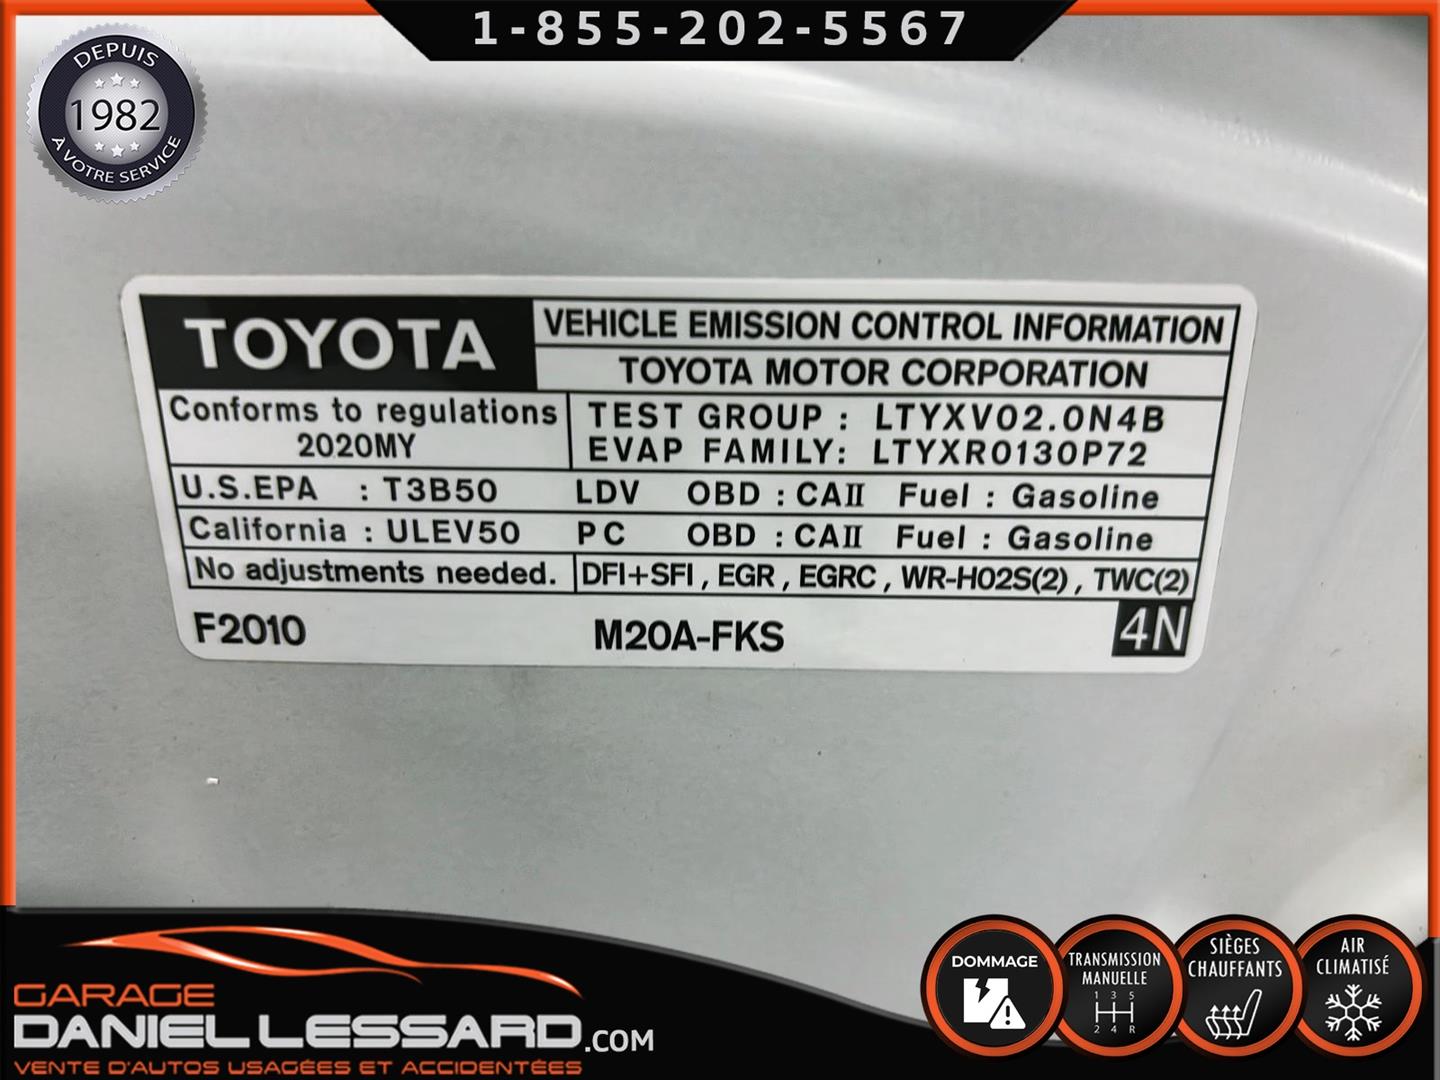 1-855-202-5567
DEPUIS
1982
À VOTRE SERVICE
TOYOTA
VEHICLE EMISSION CONTROL INFORMATION
TOYOTA MOTOR CORPORATION
Conforms to regulations
2020MY
TEST GROUP : LTYXV02.0N4B
EVAP FAMILY: LTYXR0130P72
U.S.EPA : T3B50 LDV OBD : CAII Fuel : Gasoline
California : ULEV50 PC OBD : CAII Fuel : Gasoline
No adjustments needed. DFI+SFI, EGR, EGRC, WR-HO2S(2), TWC(2)
F2010 M20A-FKS 4N
GARAGE
DANIEL LESSARD.COM
VENTE D'AUTOS USAGÉES ET ACCIDENTÉES
DOMMAGE
TRANSMISSION
MANUELLE
1 3 5
2 4 R
SIÈGES
CHAUFFANTS
AIR
CLIMATISÉ